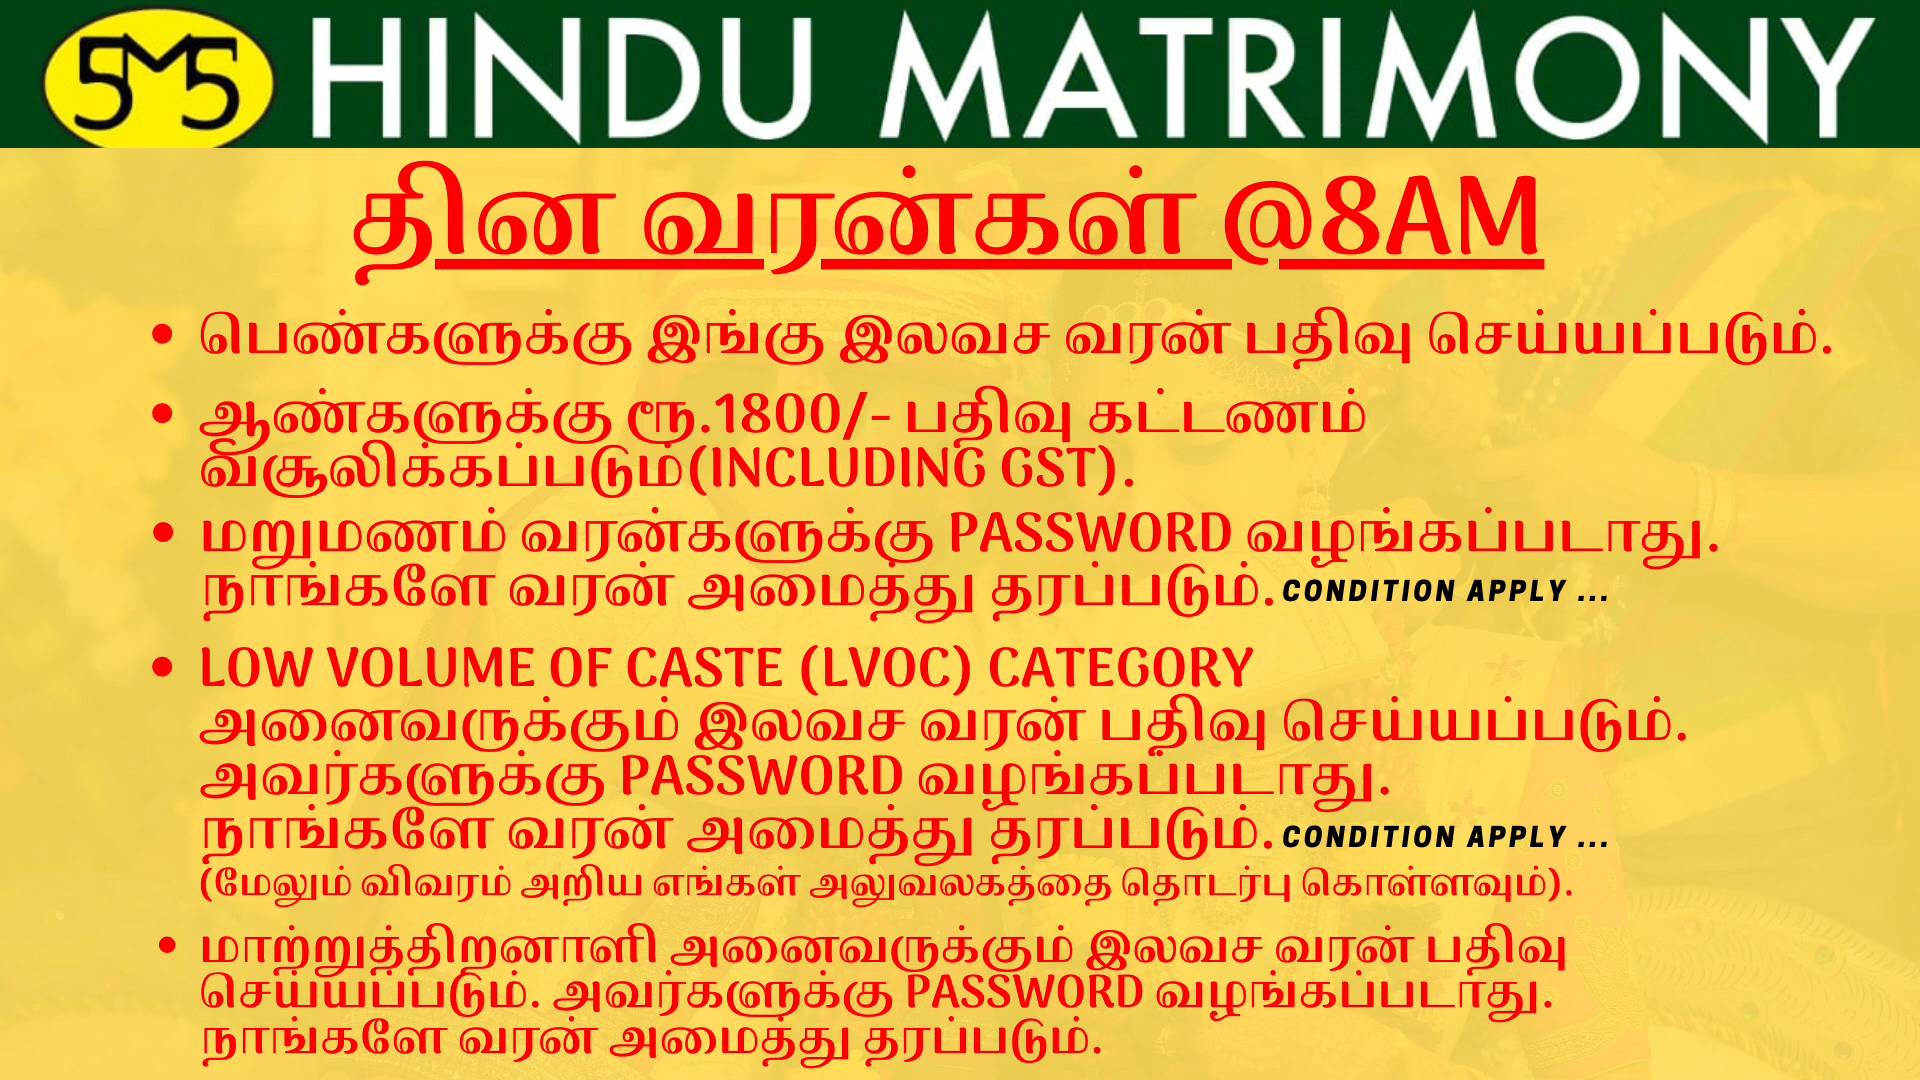 5M5 HINDU MATRIMONY
தின வரன்கள் @8AM
• பெண்களுக்கு இங்கு இலவச வரன் பதிவு செய்யப்படும்.
• ஆண்களுக்கு ரூ.1800/- பதிவு கட்டணம்
வசூலிக்கப்படும்(INCLUDING GST).
• மறுமணம் வரன்களுக்கு PASSWORD வழங்கப்படாது.
நாங்களே வரன் அமைத்து தரப்படும். CONDITION APPLY ...
• LOW VOLUME OF CASTE (LVOC) CATEGORY
அனைவருக்கும் இலவச வரன் பதிவு செய்யப்படும்.
அவர்களுக்கு PASSWORD வழங்கப்படாது.
நாங்களே வரன் அமைத்து தரப்படும். CONDITION APPLY ...
(மேலும் விவரம் அறிய எங்கள் அலுவலகத்தை தொடர்பு கொள்ளவும்).
• மாற்றுத்திறனாளி அனைவருக்கும் இலவச வரன் பதிவு
செய்யப்படும். அவர்களுக்கு PASSWORD வழங்கப்படாது.
நாங்களே வரன் அமைத்து தரப்படும்.